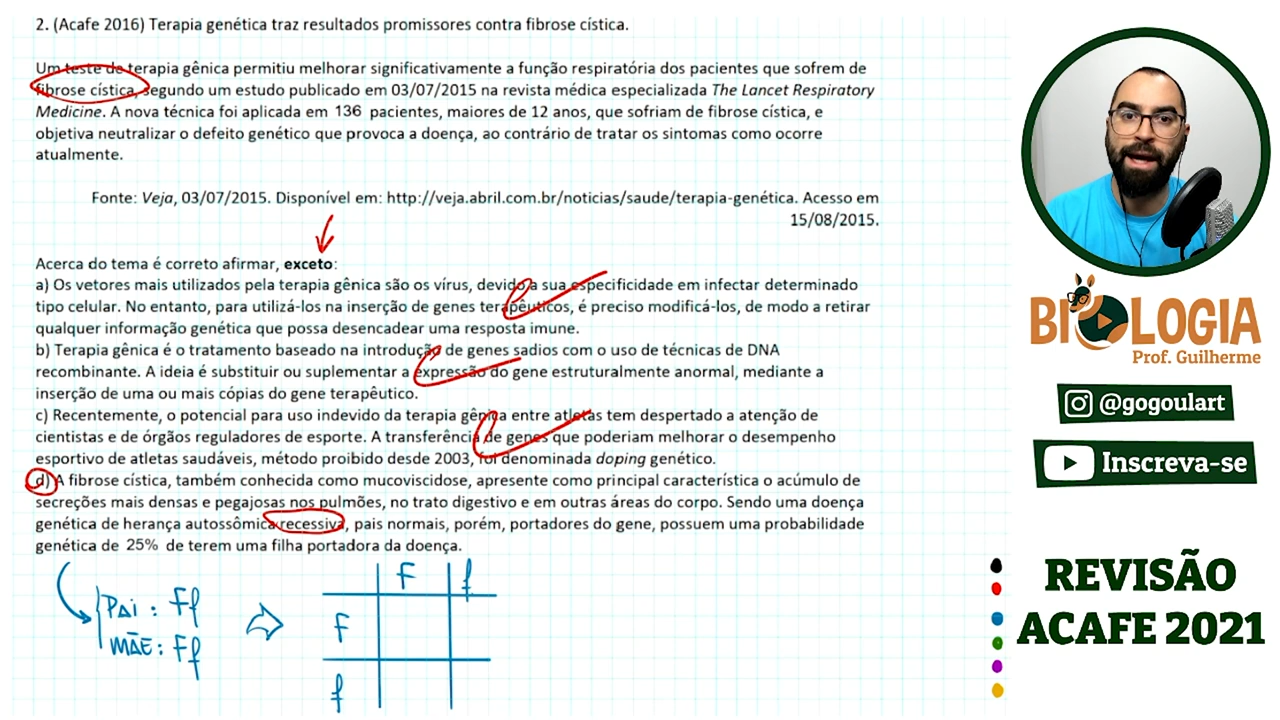 2. (Acafe 2016) Terapia genética traz resultados promissores contra fibrose cística.
Um teste de terapia gênica permitiu melhorar significativamente a função respiratória dos pacientes que sofrem de
fibrose cística, segundo um estudo publicado em 03/07/2015 na revista médica especializada The Lancet Respiratory
Medicine. A nova técnica foi aplicada em 136 pacientes, maiores de 12 anos, que sofriam de fibrose cística, e
objetiva neutralizar o defeito genético que provoca a doença, ao contrário de tratar os sintomas como ocorre
atualmente.
Fonte: Veja, 03/07/2015. Disponível em: http://veja.abril.com.br/noticias/saude/terapia-genética. Acesso em
15/08/2015.
Acerca do tema é correto afirmar, exceto:
a) Os vetores mais utilizados pela terapia gênica são os vírus, devido a sua especificidade em infectar determinado
tipo celular. No entanto, para utilizá-los na inserção de genes terapêuticos, é preciso modificá-los, de modo a retirar
qualquer informação genética que possa desencadear uma resposta imune.
b) Terapia gênica é o tratamento baseado na introdução de genes sadios com o uso de técnicas de DNA
recombinante. A ideia é substituir ou suplementar a expressão do gene estruturalmente anormal, mediante a
inserção de uma ou mais cópias do gene terapêutico.
c) Recentemente, o potencial para uso indevido da terapia gênica entre atletas tem despertado a atenção de
cientistas e de órgãos reguladores de esporte. A transferência de genes que poderiam melhorar o desempenho
esportivo de atletas saudáveis, método proibido desde 2003, foi denominada doping genético.
d) A fibrose cística, também conhecida como mucoviscidose, apresente como principal característica o acúmulo de
secreções mais densas e pegajosas nos pulmões, no trato digestivo e em outras áreas do corpo. Sendo uma doença
genética de herança autossômica recessiva, pais normais, porém, portadores do gene, possuem uma probabilidade
genética de 25% de terem uma filha portadora da doença.
PAi : Ff
MÃE : Ff
F f
F
f
BIOLOGIA
Prof. Guilherme
@gogoulart
Inscreva-se
REVISÃO
ACAFE 2021